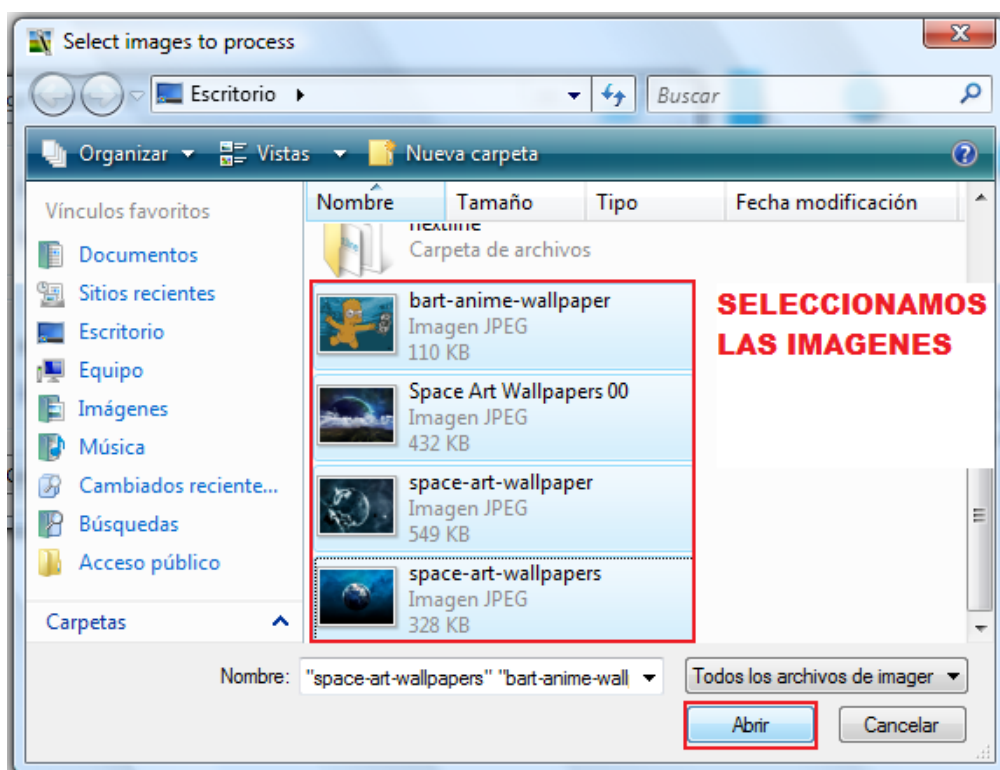 Select images to process
Escritorio
Buscar
Organizar Vistas Nueva carpeta
Vínculos favoritos
Documentos
Sitios recientes
Escritorio
Equipo
Imágenes
Música
Cambiados reciente...
Búsquedas
Acceso público
Carpetas
Nombre Tamaño Tipo Fecha modificación
nextline
Carpeta de archivos
bart-anime-wallpaper
Imagen JPEG
110 KB
Space Art Wallpapers 00
Imagen JPEG
432 KB
space-art-wallpaper
Imagen JPEG
549 KB
space-art-wallpapers
Imagen JPEG
328 KB
SELECCIONAMOS
LAS IMAGENES
Nombre: "space-art-wallpapers" "bart-anime-wall Todos los archivos de imager
Abrir Cancelar